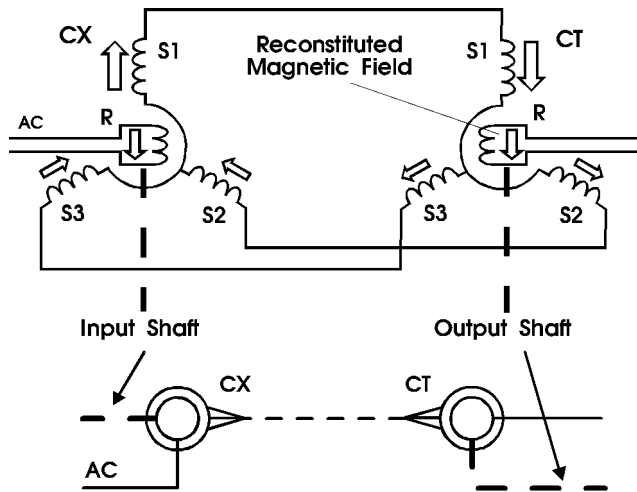 CX
S1
Reconstituted
Magnetic Field
S1
CT
R
R
AC
S3
S2
S3
S2
Input Shaft
Output Shaft
CX
CT
AC